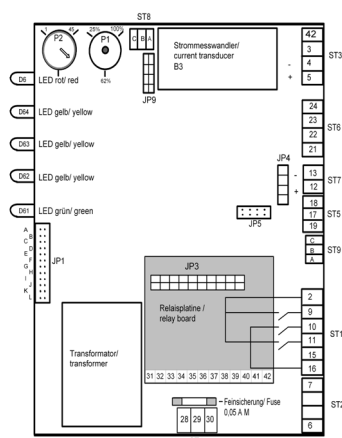 ST8
1
45
P2
25%
100%
P1
62%
C B A
JP9
Strommesswandler/
current transducer
B3
-
+
42
3
4
5
ST3
D6
LED rot/ red
D64
LED gelb/ yellow
D63
LED gelb/ yellow
D62
LED gelb/ yellow
D61
LED grün/ green
24
23
22
21
ST6
JP4
-
+
13
12
ST7
18
17
19
ST5
JP5
C
B
A
ST9
A
B
C
D
E
F
G
H
I
J
K
L
JP1
JP3
Relaisplatine /
relay board
31 32 33 34 35 36 37 38 39 40 41 42
Transformator/
transformer
2
9
10
11
15
16
ST1
7
6
ST2
Feinsicherung/ Fuse
0,05 A M
28 29 30